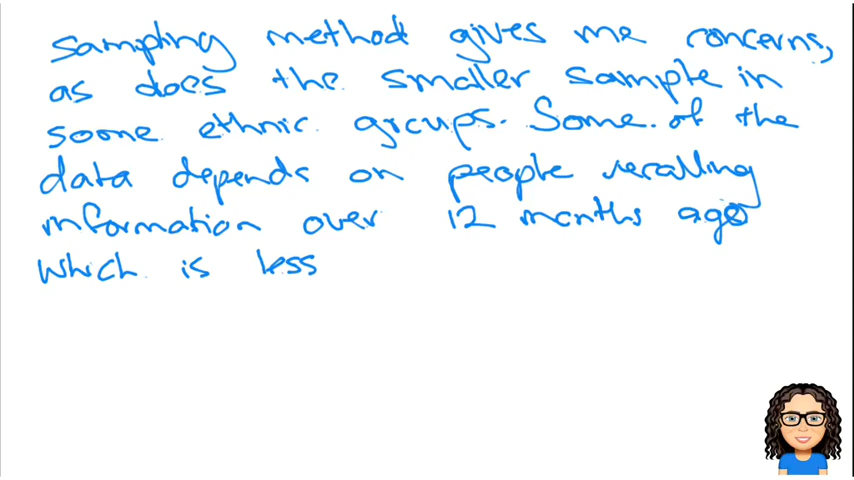 Sampling method gives me concerns,
as does the smaller sample in
soome ethnic groups. Some of the
data depends on people recalling
information over 12 months ago
which is less